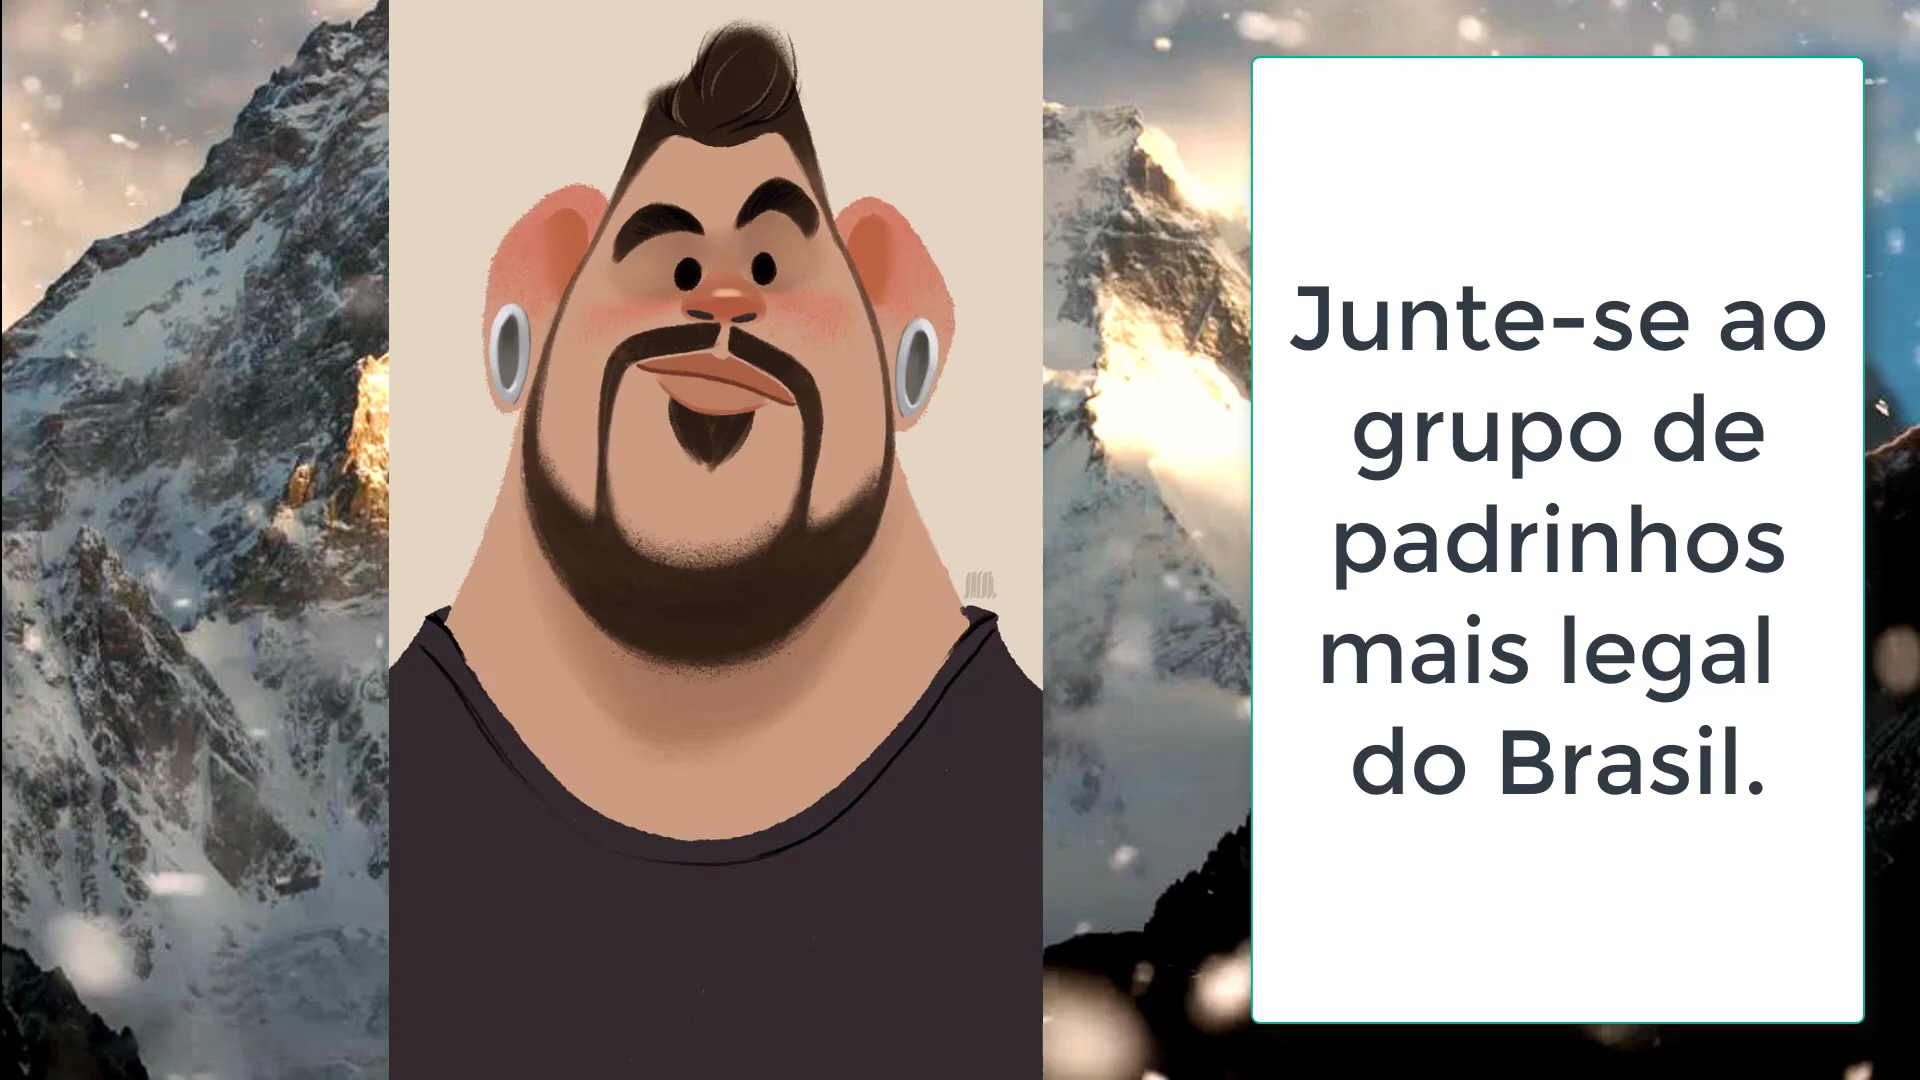 Junte-se ao
grupo de
padrinhos
mais legal
do Brasil.